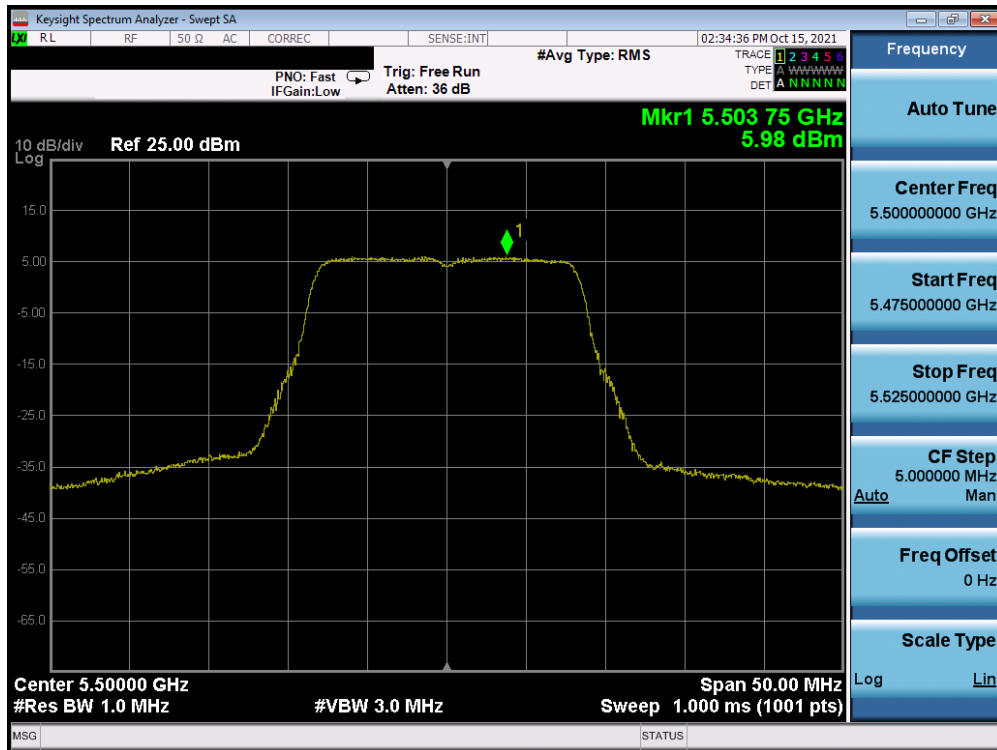 Keysight Spectrum Analyzer - Swept SA
LXI RL RF 50 Ω AC CORREC SENSE:INT 02:34:36 PM Oct 15, 2021
#Avg Type: RMS
TRACE 1 2 3 4 5 6
TYPE A WWWWW
DET A N N N N N
PNO: Fast
IFGain:Low
Trig: Free Run
Atten: 36 dB
Mkr1 5.503 75 GHz
5.98 dBm
10 dB/div
Log
Ref 25.00 dBm
1
15.0
5.00
-5.00
-15.0
-25.0
-35.0
-45.0
-55.0
-65.0
Center 5.50000 GHz
Span 50.00 MHz
#Res BW 1.0 MHz
#VBW 3.0 MHz
Sweep 1.000 ms (1001 pts)
MSG
STATUS
Frequency
Auto Tune
Center Freq
5.500000000 GHz
Start Freq
5.475000000 GHz
Stop Freq
5.525000000 GHz
CF Step
5.000000 MHz
Auto Man
Freq Offset
0 Hz
Scale Type
Log Lin